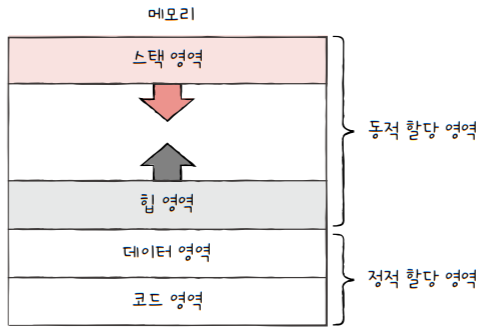 메모리
스택 영역
동적 할당 영역
힙 영역
데이터 영역
정적 할당 영역
코드 영역